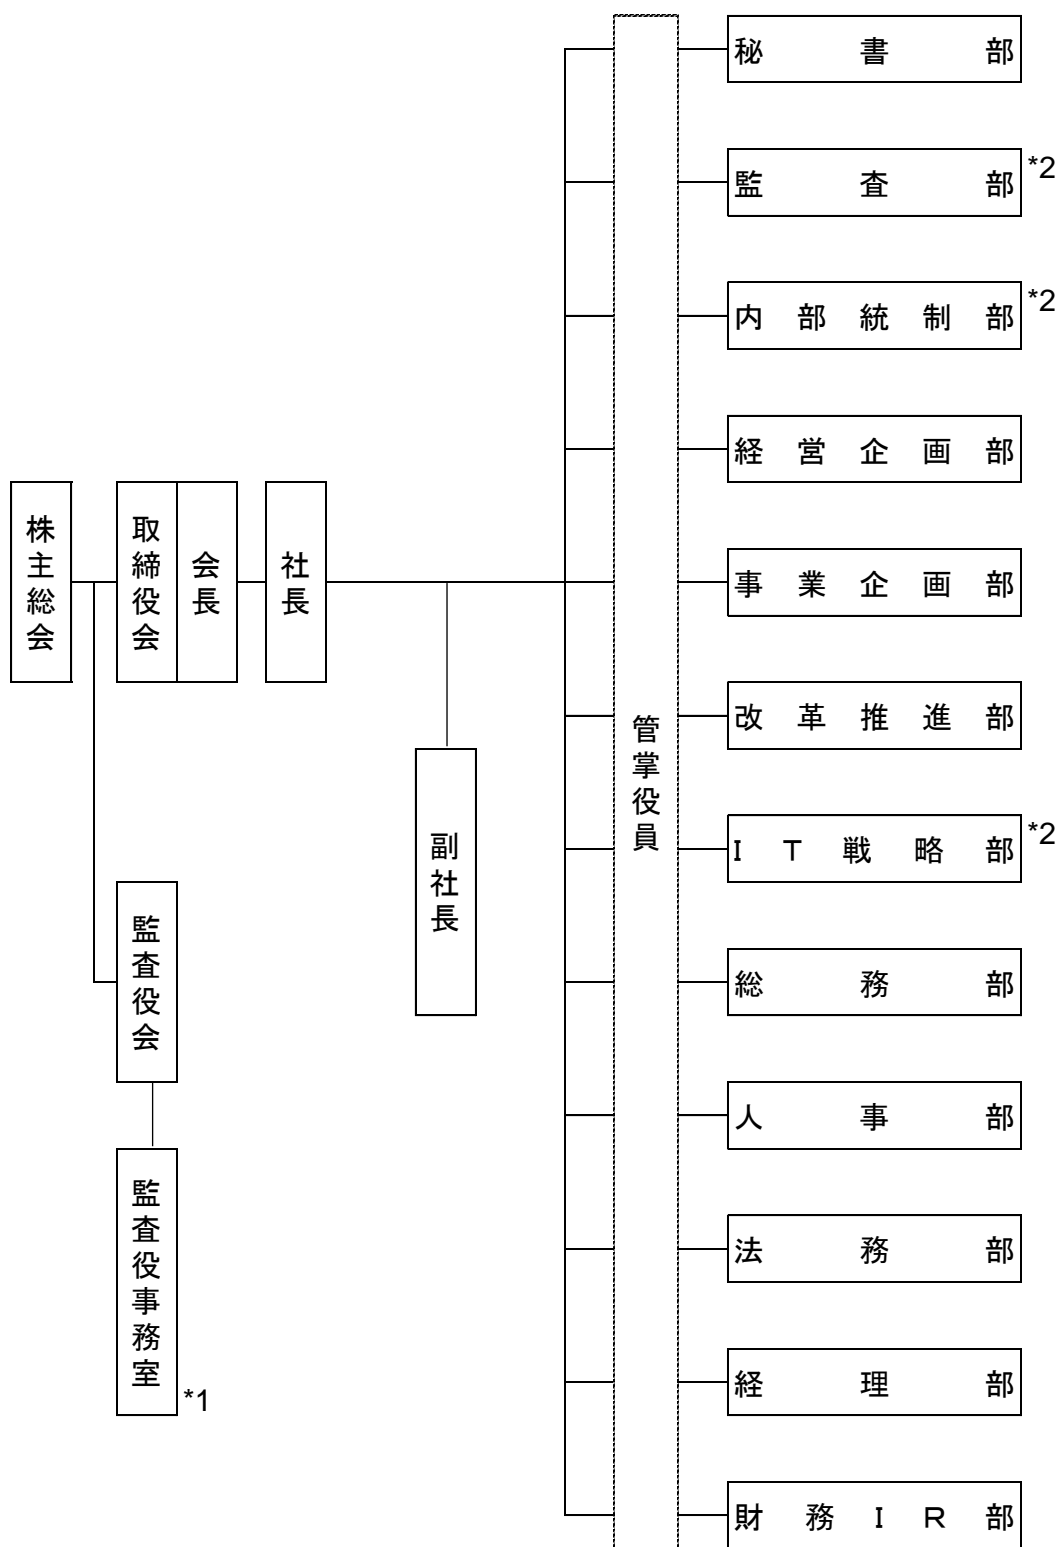 株主総会
取締役会
会長
社長
副社長
監査役会
監査役事務室
*1
管掌役員
秘書部
監査部
*2
内部統制部
*2
経営企画部
事業企画部
改革推進部
IT戦略部
*2
総務部
人事部
法務部
経理部
財務IR部